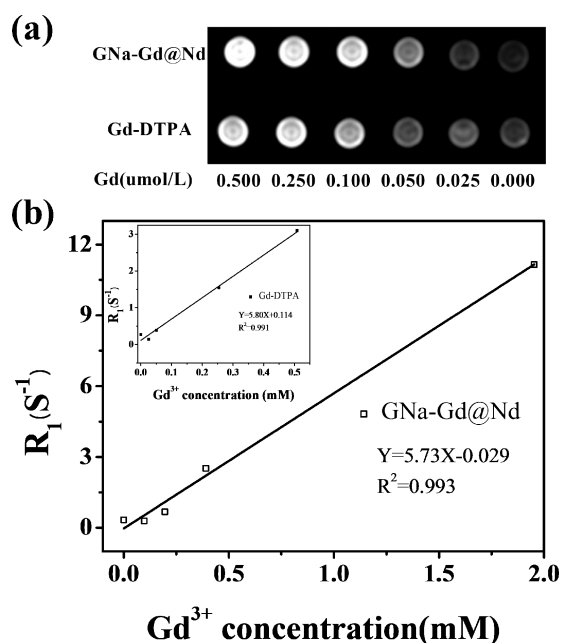 (a)
GNa-Gd@Nd
Gd-DTPA
Gd(umol/L) 0.500 0.250 0.100 0.050 0.025 0.000
(b)
12
9
6
3
0
R₁(S⁻¹)
0.0 0.5 1.0 1.5 2.0
Gd³⁺ concentration(mM)
GNa-Gd@Nd
Y=5.73X-0.029
R²=0.993
3
2
1
0
R₁(S⁻¹)
0.0 0.1 0.2 0.3 0.4 0.5
Gd³⁺ concentration (mM)
Gd-DTPA
Y=5.80X+0.114
R²=0.991